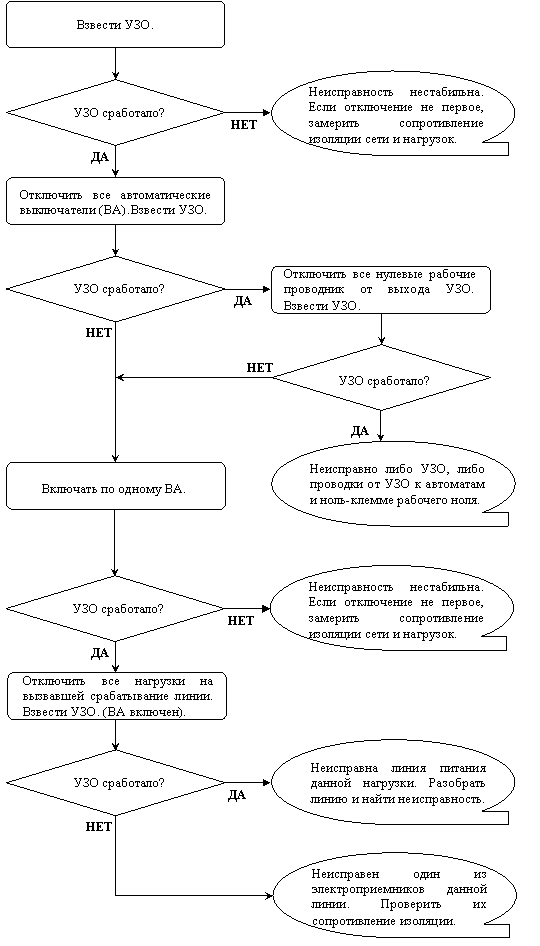 Взвести УЗО.
УЗО сработало?
НЕТ
Неисправность нестабильна.
Если отключение не первое,
замерить сопротивление
изоляции сети и нагрузок.
ДА
Отключить все автоматические
выключатели (ВА).Взвести УЗО.
УЗО сработало?
ДА
Отключить все нулевые рабочие
проводник от выхода УЗО.
Взвести УЗО.
НЕТ
НЕТ
УЗО сработало?
ДА
Неисправно либо УЗО, либо
проводки от УЗО к автоматам
и ноль-клемме рабочего ноля.
Включать по одному ВА.
УЗО сработало?
НЕТ
Неисправность нестабильна.
Если отключение не первое,
замерить сопротивление
изоляции сети и нагрузок.
ДА
Отключить все нагрузки на
вызвавшей срабатывание линии.
Взвести УЗО. (ВА включен).
УЗО сработало?
ДА
Неисправна линия питания
данной нагрузки. Разобрать
линию и найти неисправность.
НЕТ
Неисправен один из
электроприемников данной
линии. Проверить их
сопротивление изоляции.